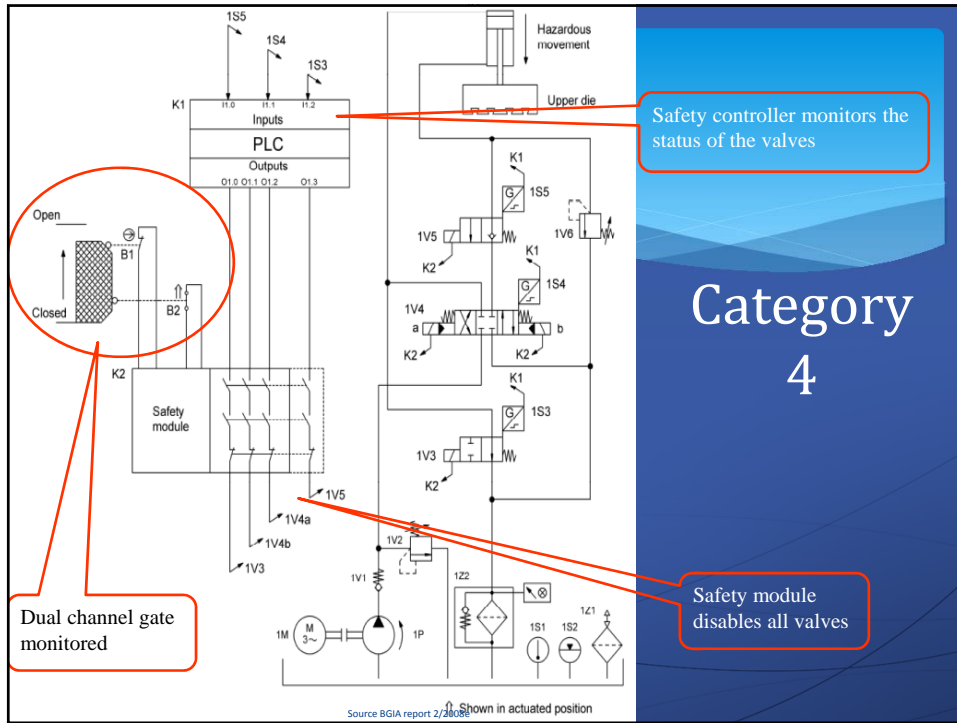 1S5
1S4
1S3
K1
I1.0 I1.1 I1.2
Inputs
PLC
Outputs
O1.0 O1.1 O1.2 O1.3
Open
Closed
B1
B2
K2
Safety
module
1V5
1V4a
1V4b
1V3
Dual channel gate
monitored
Hazardous
movement
Upper die
K1
G
1S5
1V5
K2
1V6
K1
G
1S4
1V4
a
b
K2
K2
K1
G
1S3
1V3
K2
1V2
1V1
1Z2
1M
M
3~
1P
1S1
1S2
1Z1
Shown in actuated position
Source BGIA report 2/2008e
Safety controller monitors the
status of the valves
Category
4
Safety module
disables all valves